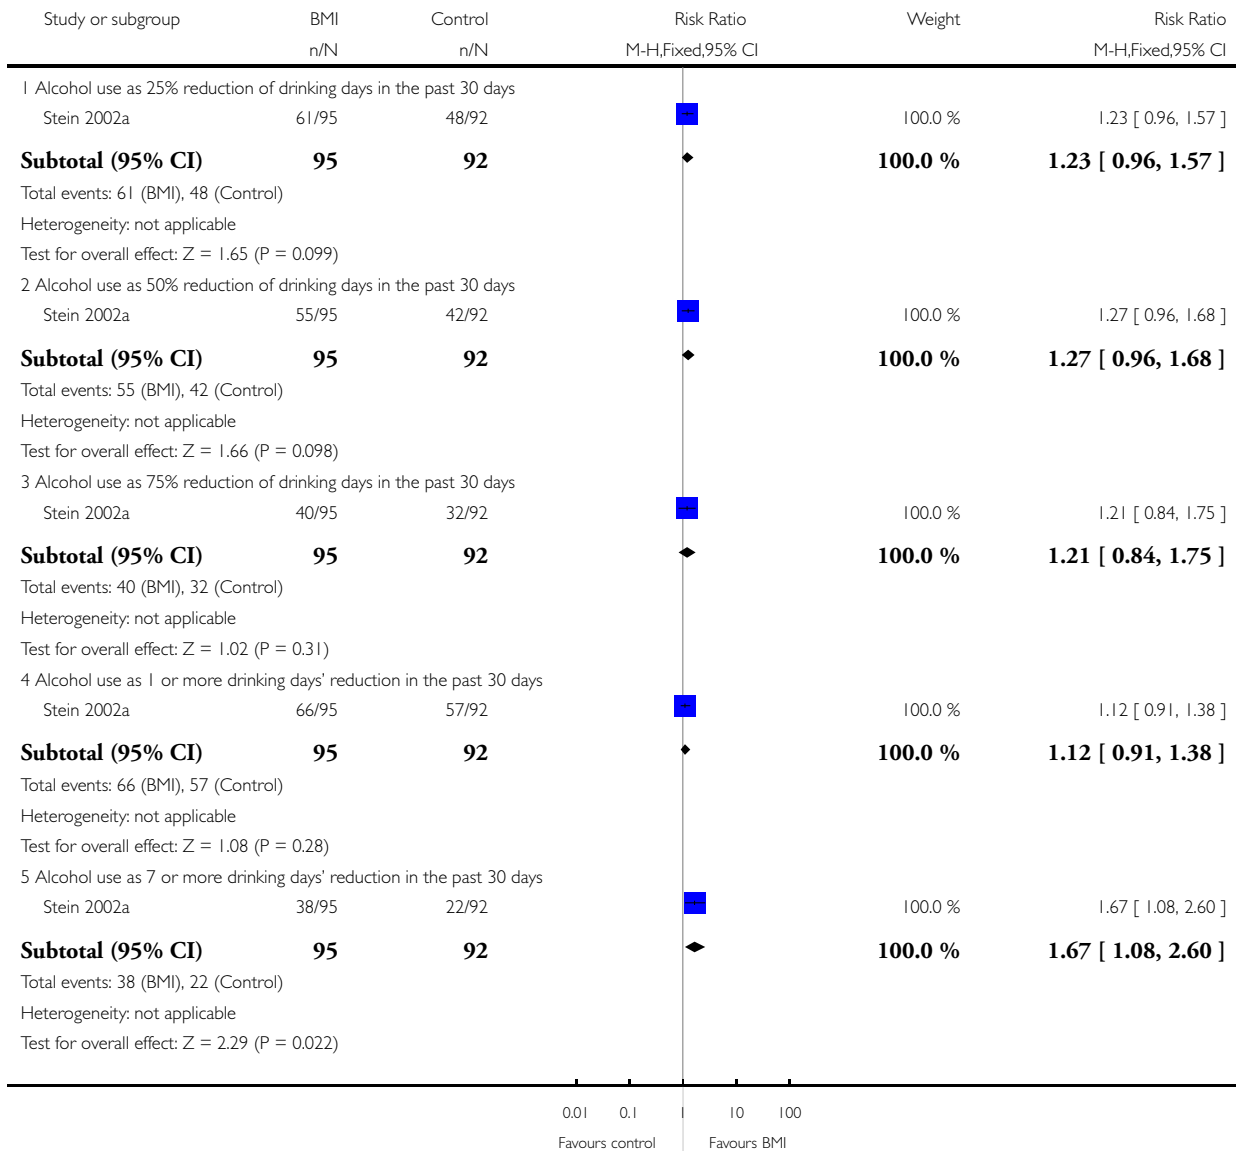 Study or subgroup BMI Control Risk Ratio Weight Risk Ratio
n/N n/N M-H,Fixed,95% CI M-H,Fixed,95% CI
1 Alcohol use as 25% reduction of drinking days in the past 30 days
Stein 2002a 61/95 48/92 100.0 % 1.23 [ 0.96, 1.57 ]
Subtotal (95% CI) 95 92 100.0 % 1.23 [ 0.96, 1.57 ]
Total events: 61 (BMI), 48 (Control)
Heterogeneity: not applicable
Test for overall effect: Z = 1.65 (P = 0.099)
2 Alcohol use as 50% reduction of drinking days in the past 30 days
Stein 2002a 55/95 42/92 100.0 % 1.27 [ 0.96, 1.68 ]
Subtotal (95% CI) 95 92 100.0 % 1.27 [ 0.96, 1.68 ]
Total events: 55 (BMI), 42 (Control)
Heterogeneity: not applicable
Test for overall effect: Z = 1.66 (P = 0.098)
3 Alcohol use as 75% reduction of drinking days in the past 30 days
Stein 2002a 40/95 32/92 100.0 % 1.21 [ 0.84, 1.75 ]
Subtotal (95% CI) 95 92 100.0 % 1.21 [ 0.84, 1.75 ]
Total events: 40 (BMI), 32 (Control)
Heterogeneity: not applicable
Test for overall effect: Z = 1.02 (P = 0.31)
4 Alcohol use as 1 or more drinking days' reduction in the past 30 days
Stein 2002a 66/95 57/92 100.0 % 1.12 [ 0.91, 1.38 ]
Subtotal (95% CI) 95 92 100.0 % 1.12 [ 0.91, 1.38 ]
Total events: 66 (BMI), 57 (Control)
Heterogeneity: not applicable
Test for overall effect: Z = 1.08 (P = 0.28)
5 Alcohol use as 7 or more drinking days' reduction in the past 30 days
Stein 2002a 38/95 22/92 100.0 % 1.67 [ 1.08, 2.60 ]
Subtotal (95% CI) 95 92 100.0 % 1.67 [ 1.08, 2.60 ]
Total events: 38 (BMI), 22 (Control)
Heterogeneity: not applicable
Test for overall effect: Z = 2.29 (P = 0.022)
0.01 0.1 1 10 100
Favours control Favours BMI